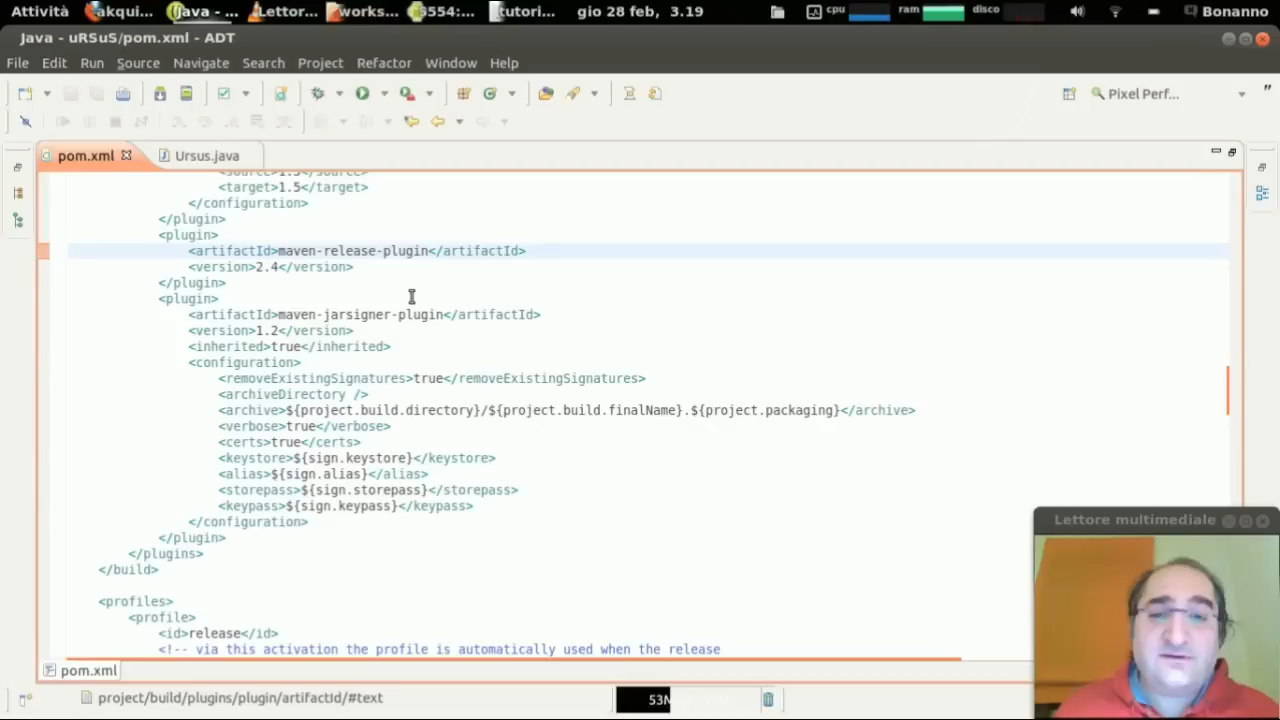 Attività akqui... (java - ... Lettor... works... 5554:... tutori... gio 28 feb, 3.19 cpu ram disco Bonanno
Java - uRSuS/pom.xml - ADT
File Edit Run Source Navigate Search Project Refactor Window Help
Pixel Perf... ”
pom.xml Ursus.java
<source>1.5</source>
<target>1.5</target>
</configuration>
</plugin>
<plugin>
<artifactId>maven-release-plugin</artifactId>
<version>2.4</version>
</plugin>
<plugin>
<artifactId>maven-jarsigner-plugin</artifactId>
<version>1.2</version>
<inherited>true</inherited>
<configuration>
<removeExistingSignatures>true</removeExistingSignatures>
<archiveDirectory />
<archive>${project.build.directory}/${project.build.finalName}.${project.packaging}</archive>
<verbose>true</verbose>
<certs>true</certs>
<keystore>${sign.keystore}</keystore>
<alias>${sign.alias}</alias>
<storepass>${sign.storepass}</storepass>
<keypass>${sign.keypass}</keypass>
</configuration>
</plugin>
</plugins>
</build>
<profiles>
<profile>
<id>release</id>
<!-- via this activation the profile is automatically used when the release
Lettore multimediale
pom.xml
project/build/plugins/plugin/artifactId/#text 53M